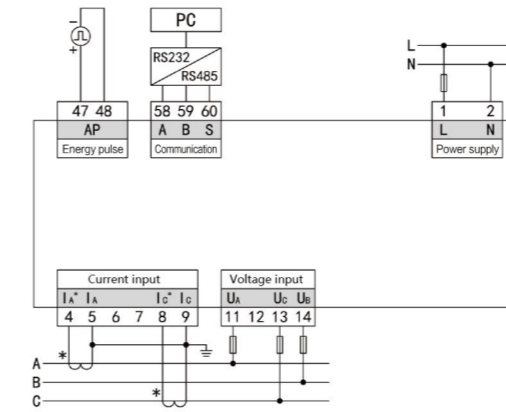 PC
-
+
RS232
RS485
L
N
47 48
58 59 60
1 2
AP
A B S
L N
Energy pulse
Communication
Power supply
Current input
Voltage input
IA* IA IC* IC
UA UC UB
4 5 6 7 8 9
11 12 13 14
*
A
B
*
C